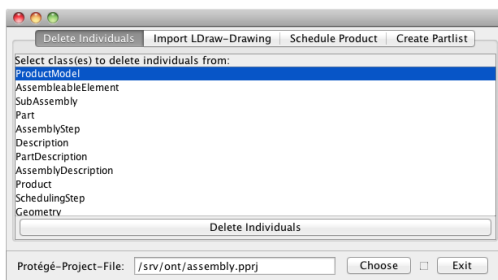 Delete Individuals Import LDraw-Drawing Schedule Product Create Partlist
Select class(es) to delete individuals from:
ProductModel
AssembleableElement
SubAssembly
Part
AssemblyStep
Description
PartDescription
AssemblyDescription
Product
SchedulingStep
Geometry
Delete Individuals
Protégé-Project-File: /srv/ont/assembly.pprj Choose Exit